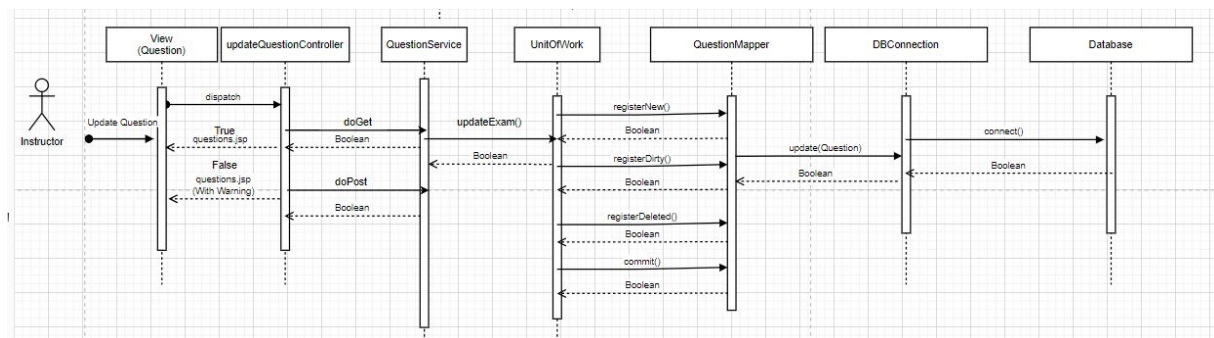 View
(Question)
updateQuestionController
QuestionService
UnitOfWork
QuestionMapper
DBConnection
Database
Instructor
Update Question
dispatch
True
questions.jsp
False
questions.jsp
(With Warning)
doGet
Boolean
doPost
Boolean
updateExam()
Boolean
registerNew()
Boolean
registerDirty()
Boolean
registerDeleted()
Boolean
commit()
Boolean
update(Question)
Boolean
connect()
Boolean